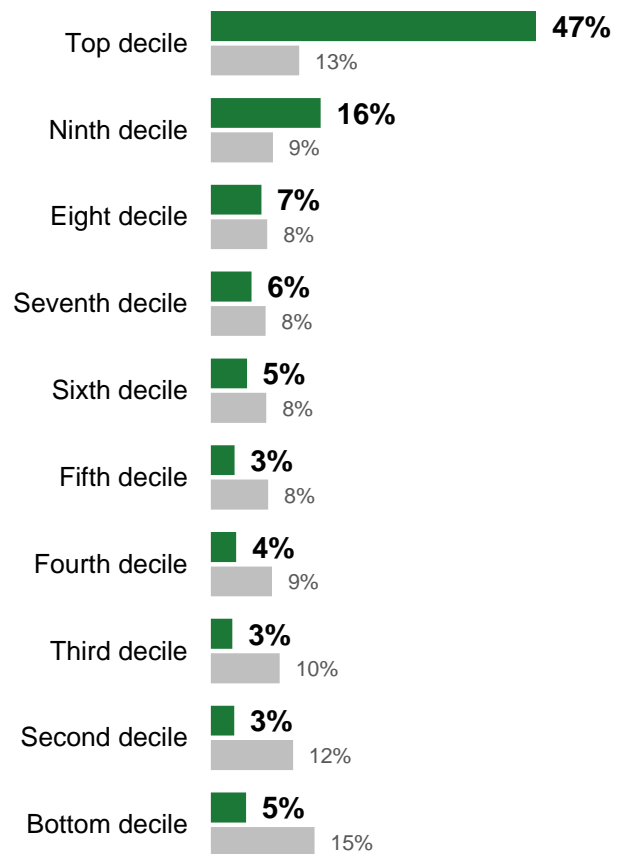 47%
Top decile
13%
16%
Ninth decile
9%
7%
Eight decile
8%
6%
Seventh decile
8%
5%
Sixth decile
8%
3%
Fifth decile
8%
4%
Fourth decile
9%
3%
Third decile
10%
3%
Second decile
12%
5%
Bottom decile
15%